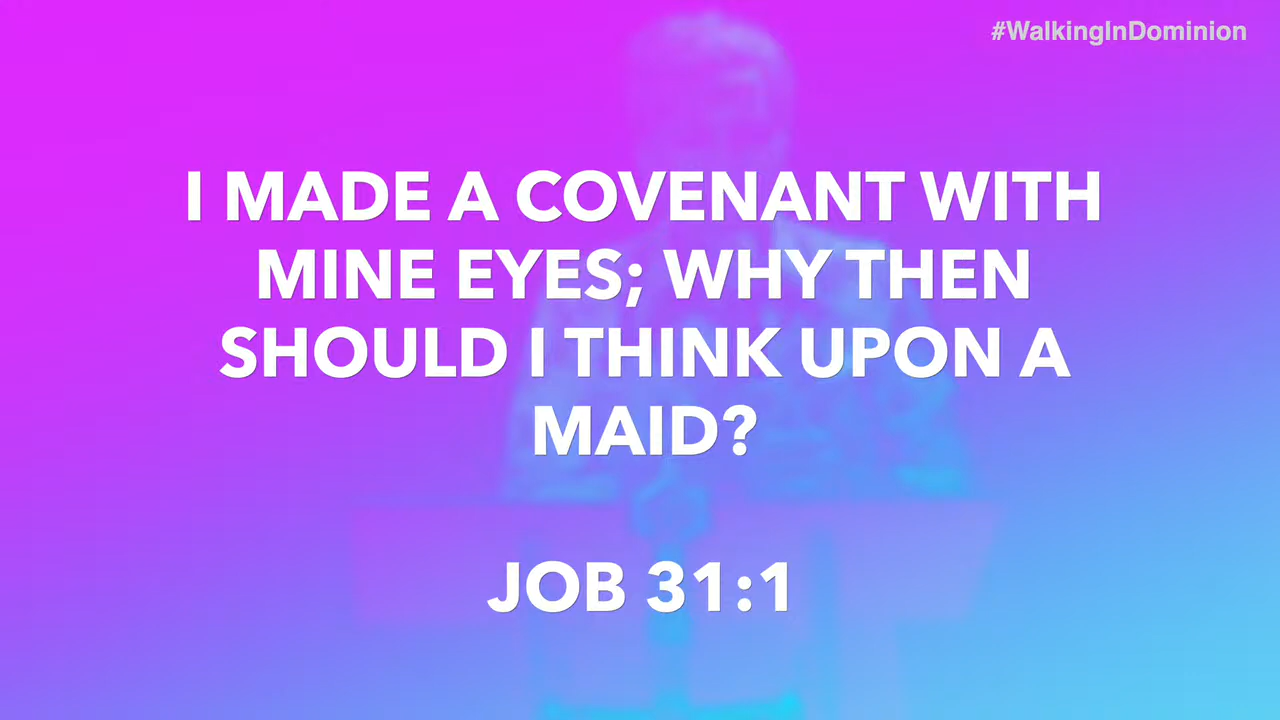 #WalkingInDominion
I MADE A COVENANT WITH
MINE EYES; WHY THEN
SHOULD I THINK UPON A
MAID?
JOB 31:1